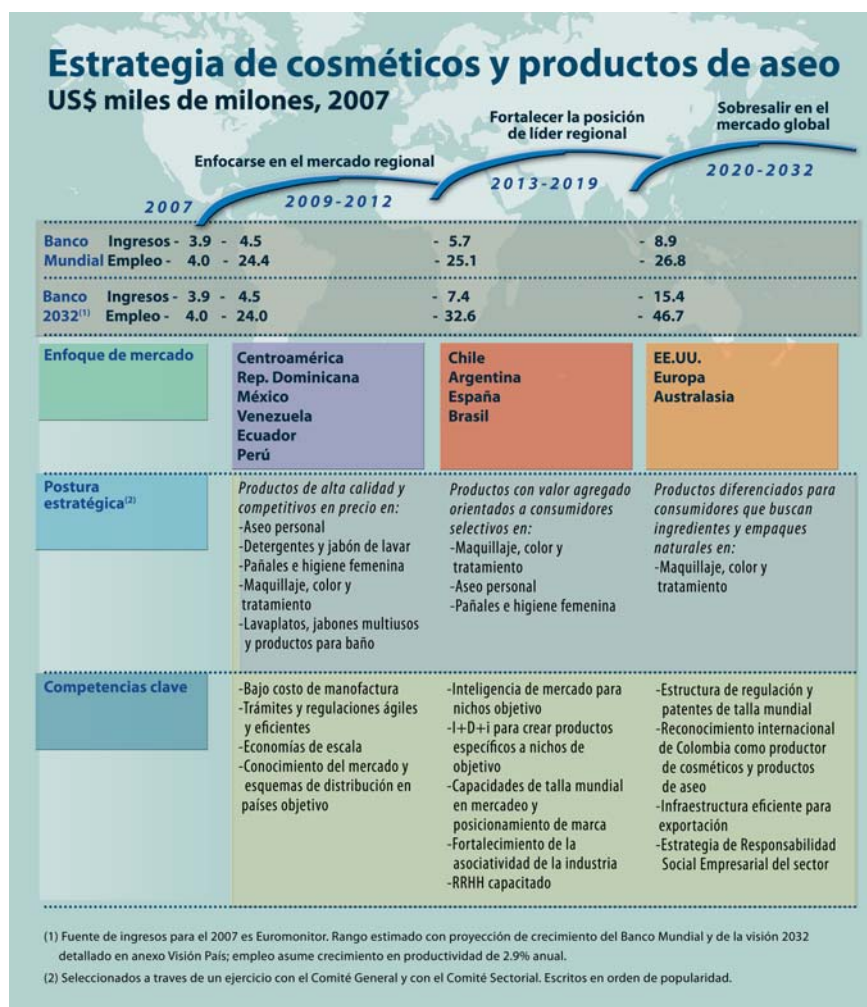 Estrategia de cosméticos y productos de aseo
US$ miles de milones, 2007
Enfocarse en el mercado regional
Fortalecer la posición
de líder regional
Sobresalir en el
mercado global
2007
2009-2012
2013-2019
2020-2032
Banco Ingresos - 3.9 - 4.5 - 5.7 - 8.9
Mundial Empleo - 4.0 - 24.4 - 25.1 - 26.8
Banco Ingresos - 3.9 - 4.5 - 7.4 - 15.4
2032(1) Empleo - 4.0 - 24.0 - 32.6 - 46.7
Enfoque de mercado
Centroamérica
Rep. Dominicana
México
Venezuela
Ecuador
Perú
Chile
Argentina
España
Brasil
EE.UU.
Europa
Australasia
Postura
estratégica(2)
Productos de alta calidad y
competitivos en precio en:
-Aseo personal
-Detergentes y jabón de lavar
-Pañales e higiene femenina
-Maquillaje, color y
tratamiento
-Lavaplatos, jabones multiusos
y productos para baño
Productos con valor agregado
orientados a consumidores
selectivos en:
-Maquillaje, color y
tratamiento
-Aseo personal
-Pañales e higiene femenina
Productos diferenciados para
consumidores que buscan
ingredientes y empaques
naturales en:
-Maquillaje, color y
tratamiento
Competencias clave
-Bajo costo de manufactura
-Trámites y regulaciones ágiles
y eficientes
-Economías de escala
-Conocimiento del mercado y
esquemas de distribución en
países objetivo
-Inteligencia de mercado para
nichos objetivo
-I+D+i para crear productos
específicos a nichos de
objetivo
-Capacidades de talla mundial
en mercadeo y
posicionamiento de marca
-Fortalecimiento de la
asociatividad de la industria
-RRHH capacitado
-Estructura de regulación y
patentes de talla mundial
-Reconocimiento internacional
de Colombia como productor
de cosméticos y productos
de aseo
-Infraestructura eficiente para
exportación
-Estrategia de Responsabilidad
Social Empresarial del sector
(1) Fuente de ingresos para el 2007 es Euromonitor. Rango estimado con proyección de crecimiento del Banco Mundial y de la visión 2032
detallado en anexo Visión País; empleo asume crecimiento en productividad de 2.9% anual.
(2) Seleccionados a traves de un ejercicio con el Comité General y con el Comité Sectorial. Escritos en orden de popularidad.